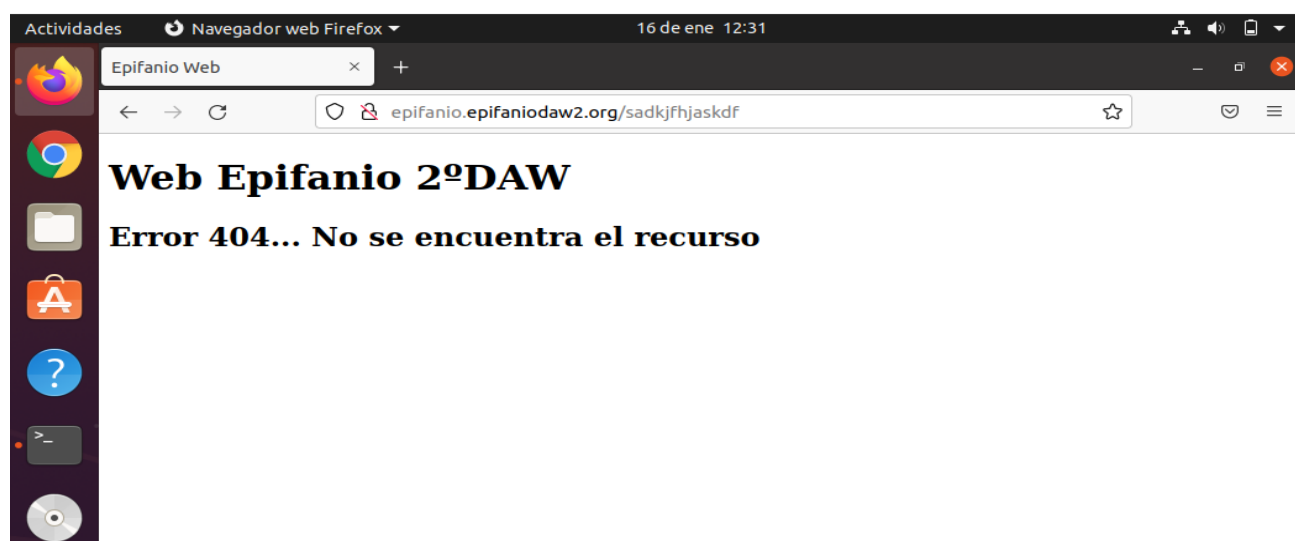 Actividades Navegador web Firefox 16 de ene 12:31
Epifanio Web
epifanio.epifaniodaw2.org/sadkjfhjaskdf
Web Epifanio 2ºDAW
Error 404... No se encuentra el recurso